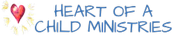 HEART OF A
CHILD MINISTRIES